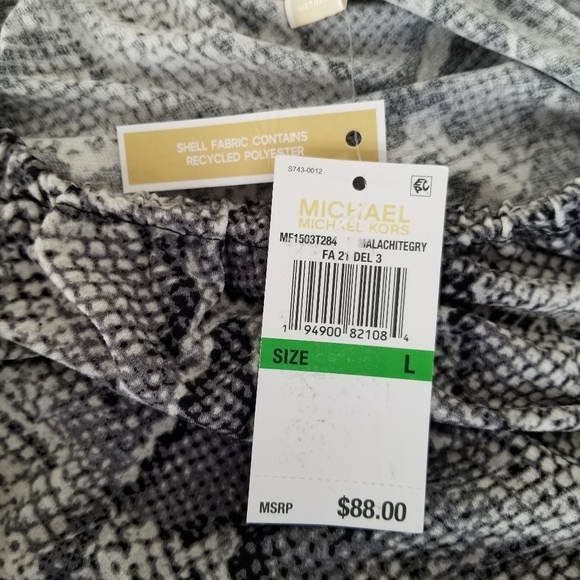 SHELL FABRIC CONTAINS
RECYCLED POLYESTER
S743-0012
MICHAEL
MICHAEL KORS
MF1503T284 MALACHITEGRY
FA 21 DEL 3
1 94900 82108 4
SIZE L
MSRP $88.00